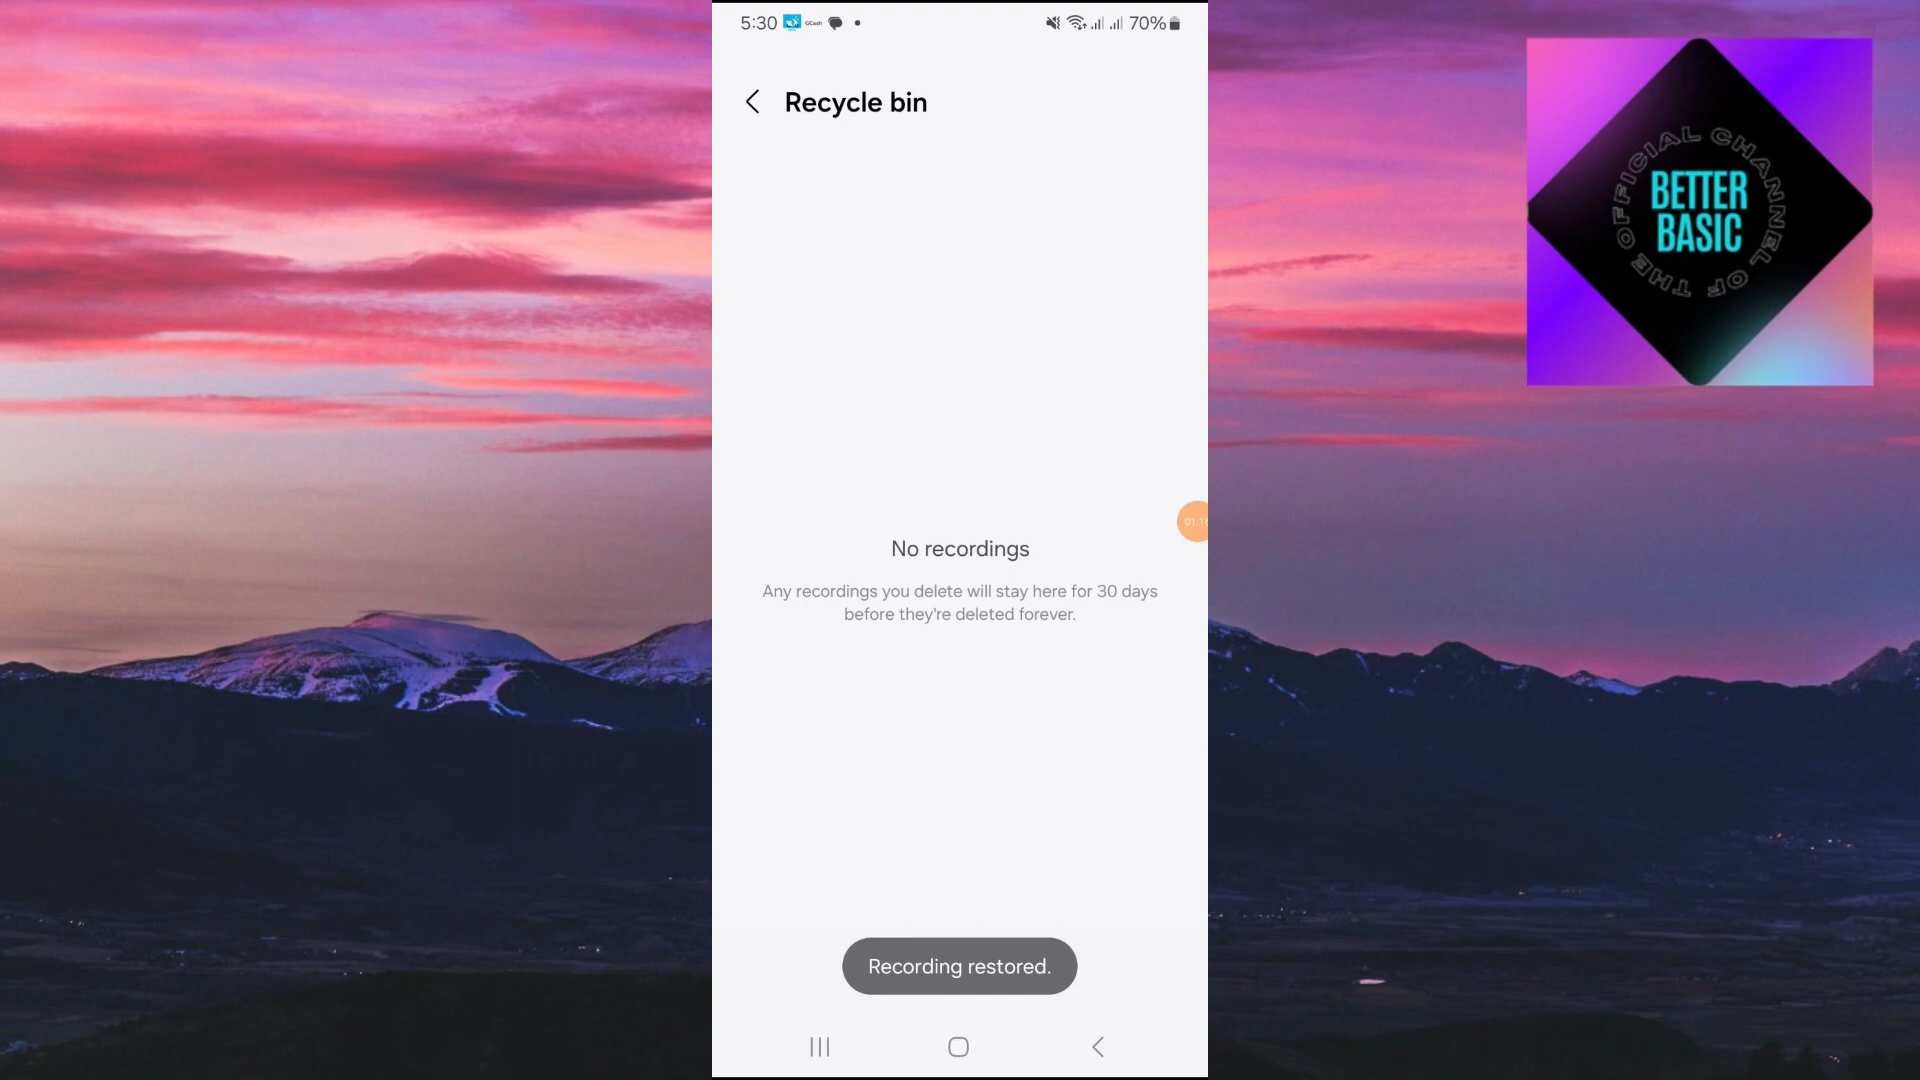 5:30
GCash
70%
Recycle bin
OFFICIAL CHANNEL OF THE
BETTER
BASIC
No recordings
Any recordings you delete will stay here for 30 days
before they're deleted forever.
Recording restored.